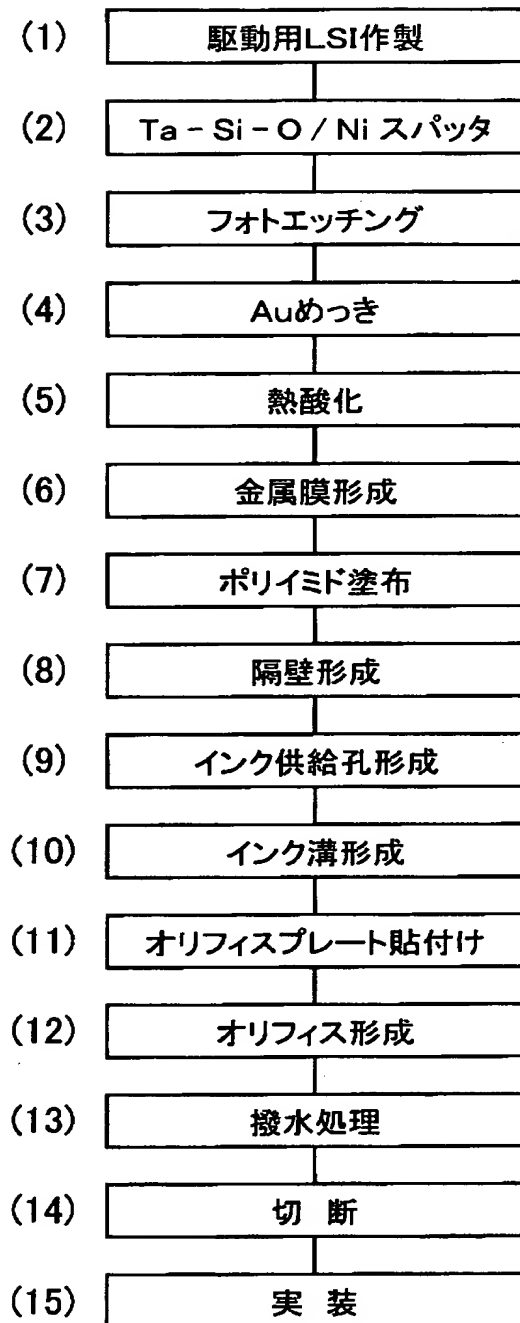 (1) 駆動用LSI作製
(2) Ta-Si-O/Ni スパッタ
(3) フォトエッチング
(4) Auめっき
(5) 熱酸化
(6) 金属膜形成
(7) ポリイミド塗布
(8) 隔壁形成
(9) インク供給孔形成
(10) インク溝形成
(11) オリフィスプレート貼付け
(12) オリフィス形成
(13) 撥水処理
(14) 切 断
(15) 実 装